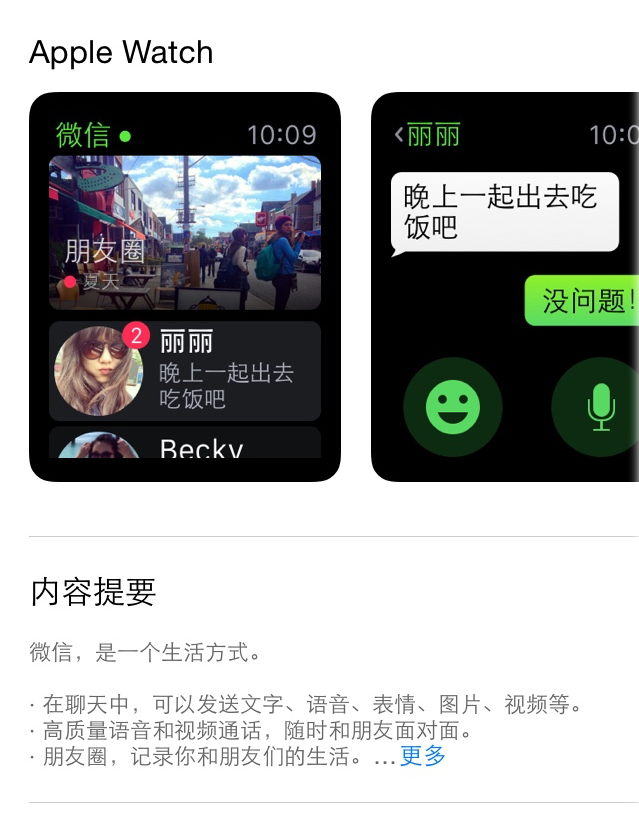 Apple Watch
微信 10:09
朋友圈
夏天
2
丽丽
晚上一起出去
吃饭吧
Becky
<丽丽 10:0
晚上一起出去吃
饭吧
没问题!
内容提要
微信，是一个生活方式。
· 在聊天中，可以发送文字、语音、表情、图片、视频等。
· 高质量语音和视频通话，随时和朋友面对面。
· 朋友圈，记录你和朋友们的生活。...更多